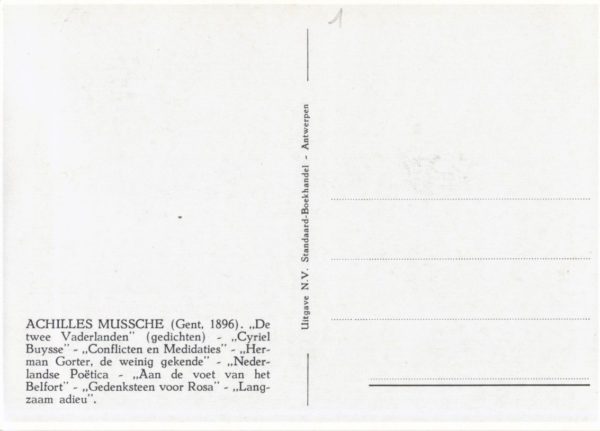 1
ACHILLES MUSSCHE (Gent, 1896). „De
twee Vaderlanden" (gedichten) - „Cyriel
Buysse" - „Conflicten en Medidaties" - „Her-
man Gorter, de weinig gekende" - „Neder-
landse Poëtica - „Aan de voet van het
Belfort" - „Gedenksteen voor Rosa" - „Lang-
zaam adieu".
Uitgave N.V. Standaard-Boekhandel - Antwerpen